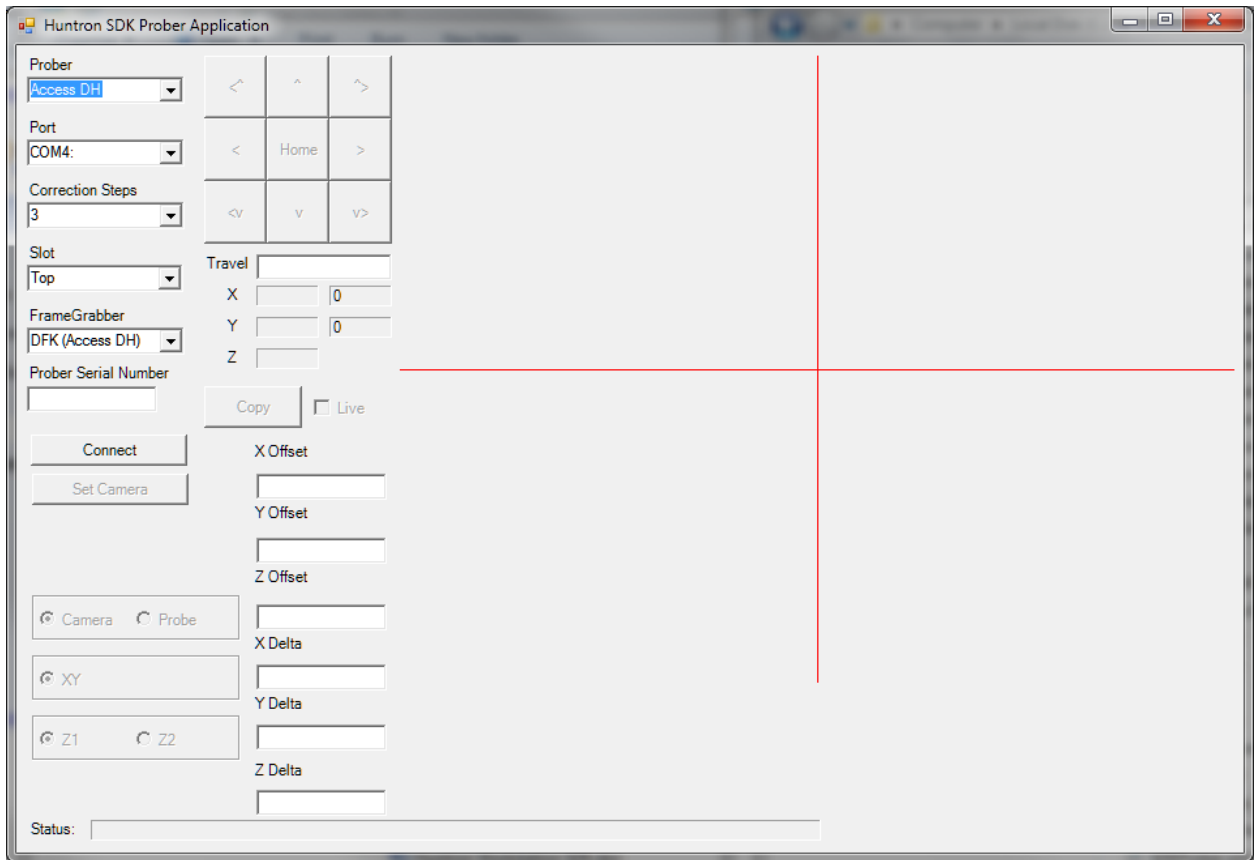 Huntron SDK Prober Application
Prober
Access DH
Port
COM4:
Correction Steps
3
Slot
Top
FrameGrabber
DFK (Access DH)
Prober Serial Number
Connect
Set Camera
Camera Probe
XY
Z1 Z2
<^ ^ ^>
< Home >
<v v v>
Travel
X 0
Y 0
Z
Copy Live
X Offset
Y Offset
Z Offset
X Delta
Y Delta
Z Delta
Status: